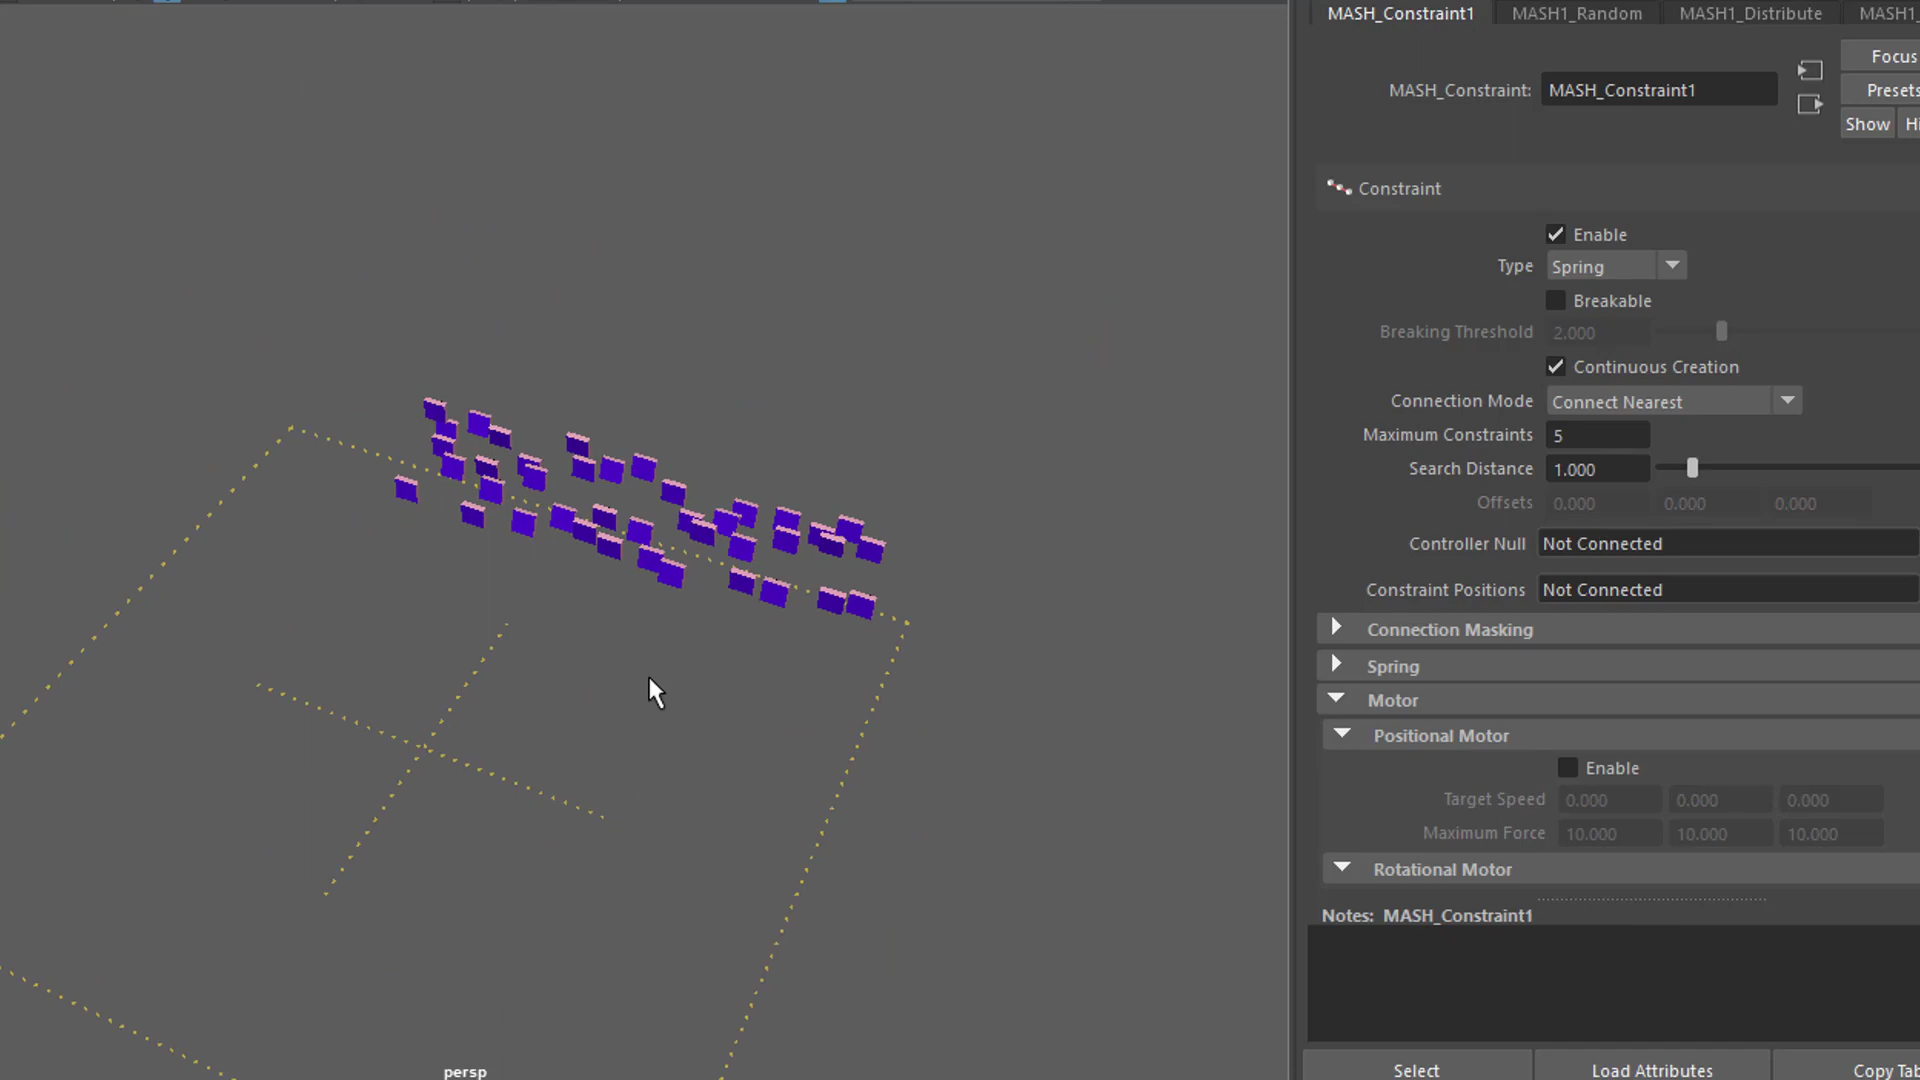 MASH_Constraint1 MASH1_Random MASH1_Distribute MASH1_
Focus
MASH_Constraint: MASH_Constraint1
Presets
Show
Constraint
Enable
Type Spring
Breakable
Breaking Threshold 2.000
Continuous Creation
Connection Mode Connect Nearest
Maximum Constraints 5
Search Distance 1.000
Offsets 0.000 0.000 0.000
Controller Null Not Connected
Constraint Positions Not Connected
Connection Masking
Spring
Motor
Positional Motor
Enable
Target Speed 0.000 0.000 0.000
Maximum Force 10.000 10.000 10.000
Rotational Motor
Notes: MASH_Constraint1
persp
Select Load Attributes Copy Tab